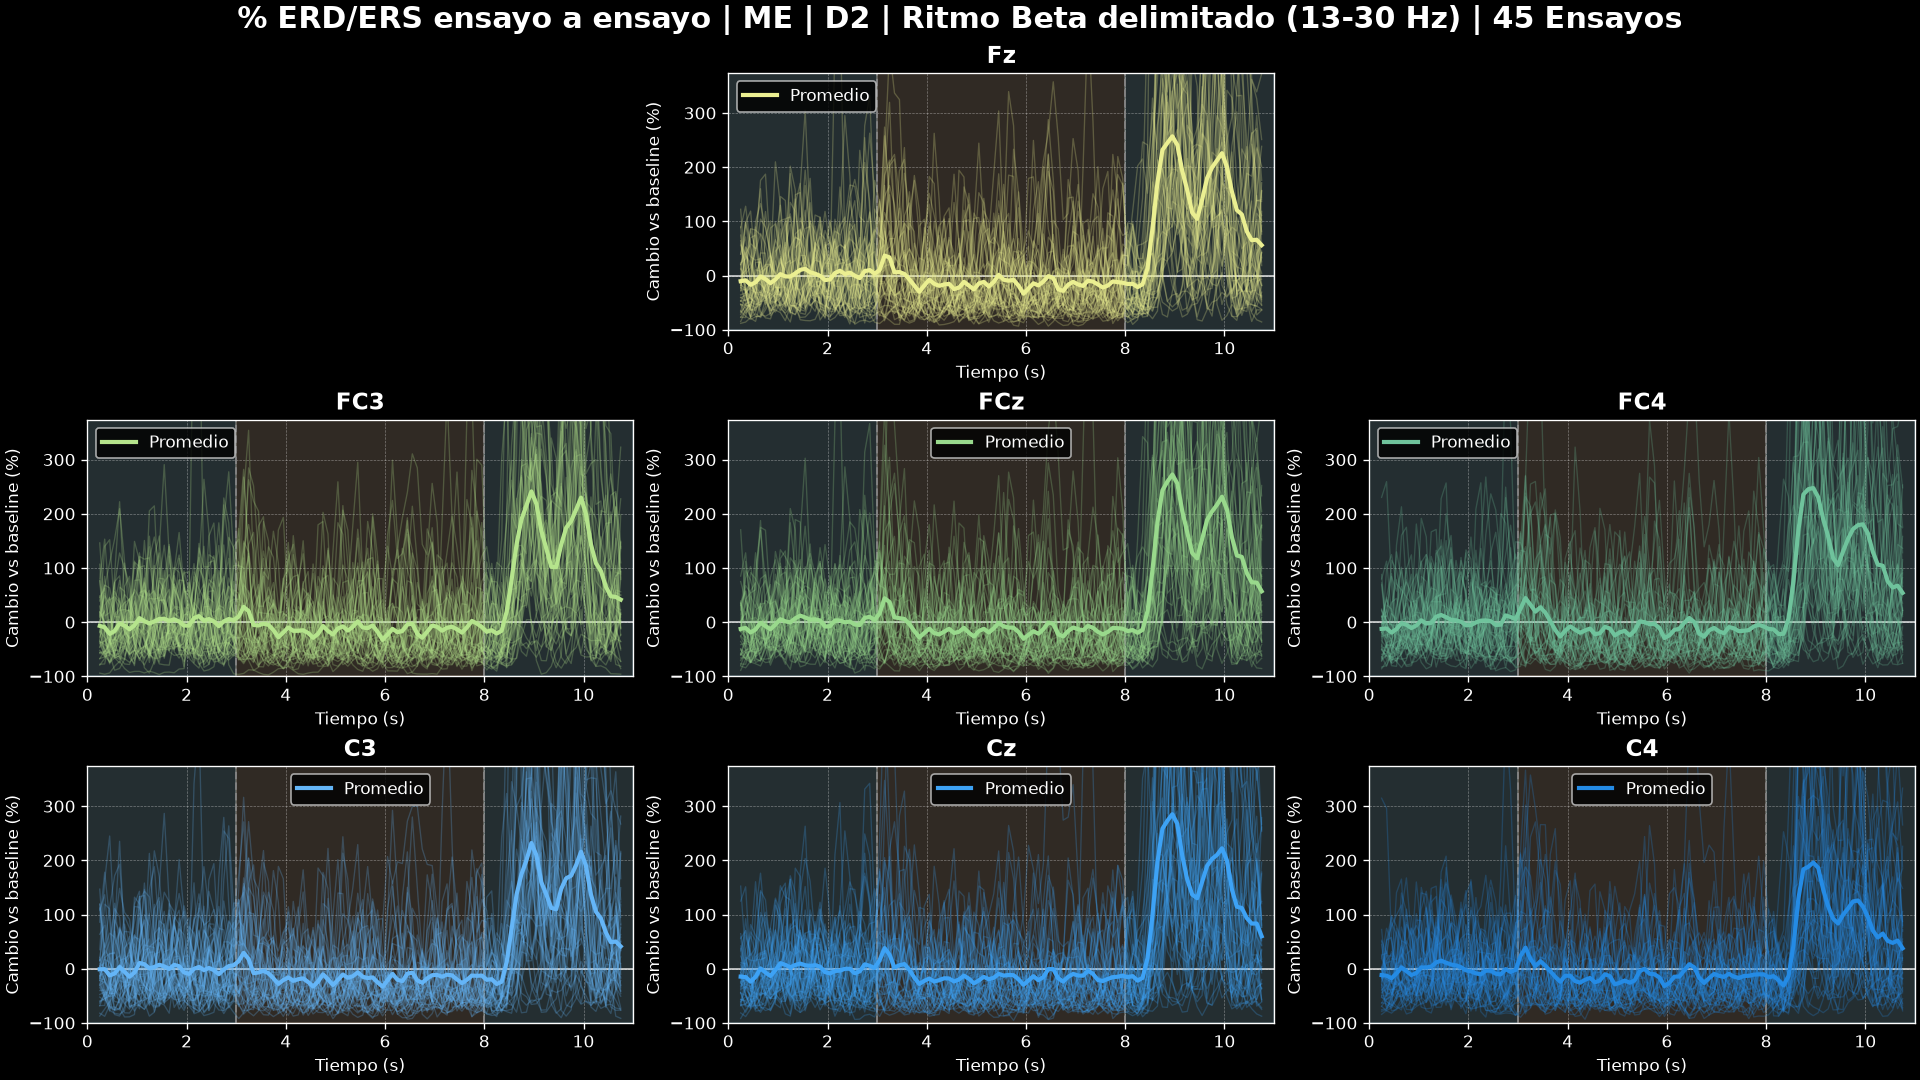 % ERD/ERS ensayo a ensayo | ME | D2 | Ritmo Beta delimitado (13-30 Hz) | 45 Ensayos
Fz
Promedio
Cambio vs baseline (%)
300
200
100
0
−100
0 2 4 6 8 10
Tiempo (s)
FC3
Promedio
Cambio vs baseline (%)
300
200
100
0
−100
0 2 4 6 8 10
Tiempo (s)
FCz
Promedio
Cambio vs baseline (%)
300
200
100
0
−100
0 2 4 6 8 10
Tiempo (s)
FC4
Promedio
Cambio vs baseline (%)
300
200
100
0
−100
0 2 4 6 8 10
Tiempo (s)
C3
Promedio
Cambio vs baseline (%)
300
200
100
0
−100
0 2 4 6 8 10
Tiempo (s)
Cz
Promedio
Cambio vs baseline (%)
300
200
100
0
−100
0 2 4 6 8 10
Tiempo (s)
C4
Promedio
Cambio vs baseline (%)
300
200
100
0
−100
0 2 4 6 8 10
Tiempo (s)